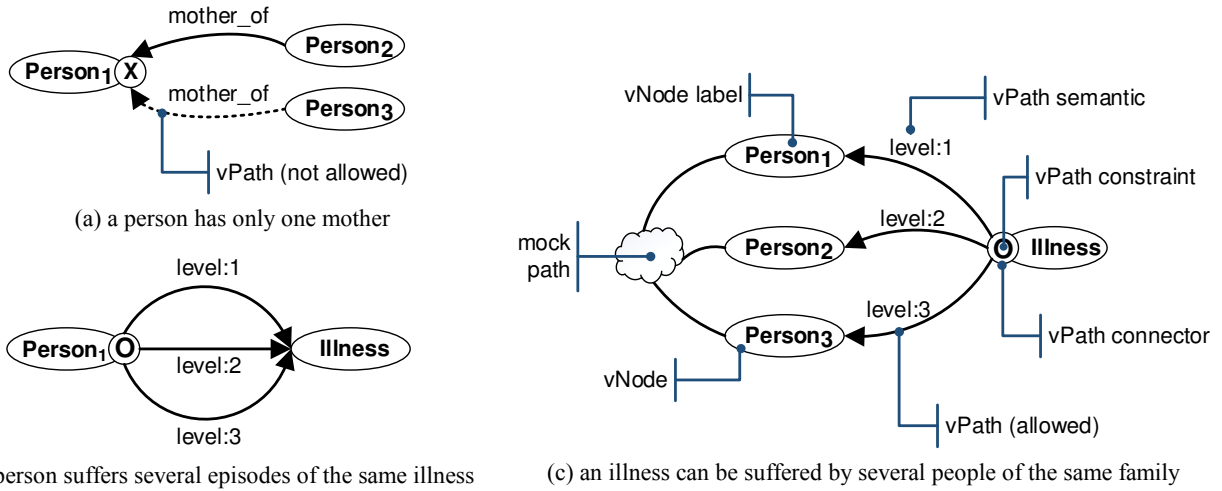 mother_of
Person2
Person1 X
mother_of
Person3
vPath (not allowed)
(a) a person has only one mother
level:1
Person1 O
Illness
level:2
level:3
person suffers several episodes of the same illness
vNode label
vPath semantic
Person1
level:1
vPath constraint
level:2
mock
path
Person2
O Illness
level:3
Person3
vPath connector
vNode
vPath (allowed)
(c) an illness can be suffered by several people of the same family